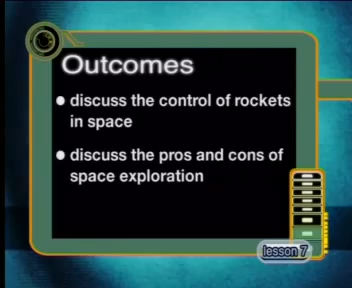 Outcomes
discuss the control of rockets
in space
discuss the pros and cons of
space exploration
lesson 7